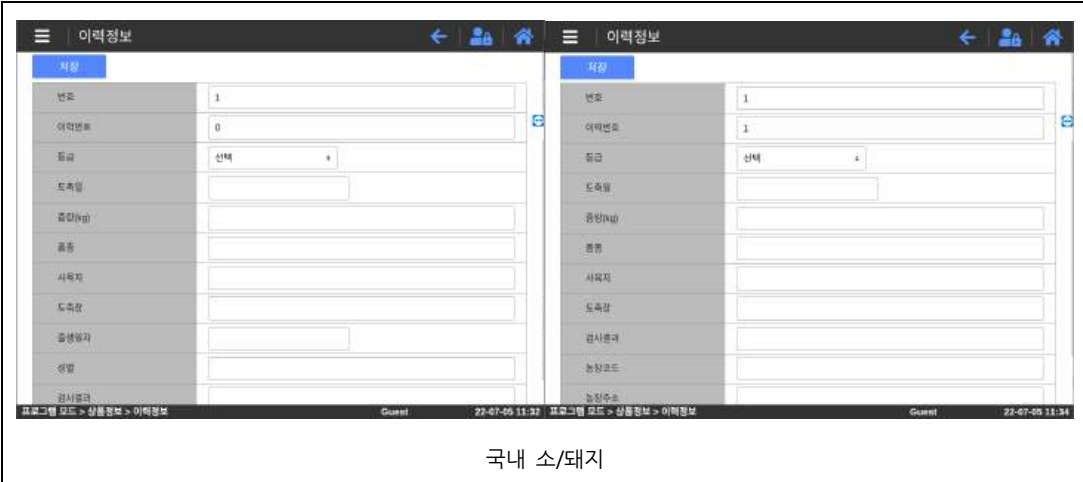 이력정보
저장
번호 1
이력번호 0
등급 선택
도축일
중량(kg)
품종
사육지
도축장
출생일자
성별
검사결과
프로그램 모드 > 상품정보 > 이력정보 Guest 22-07-05 11:32
이력정보
저장
번호 1
이력번호 1
등급 선택
도축일
중량(kg)
품종
사육지
도축장
검사결과
농장코드
농장주소
프로그램 모드 > 상품정보 > 이력정보 Guest 22-07-05 11:34
국내 소/돼지